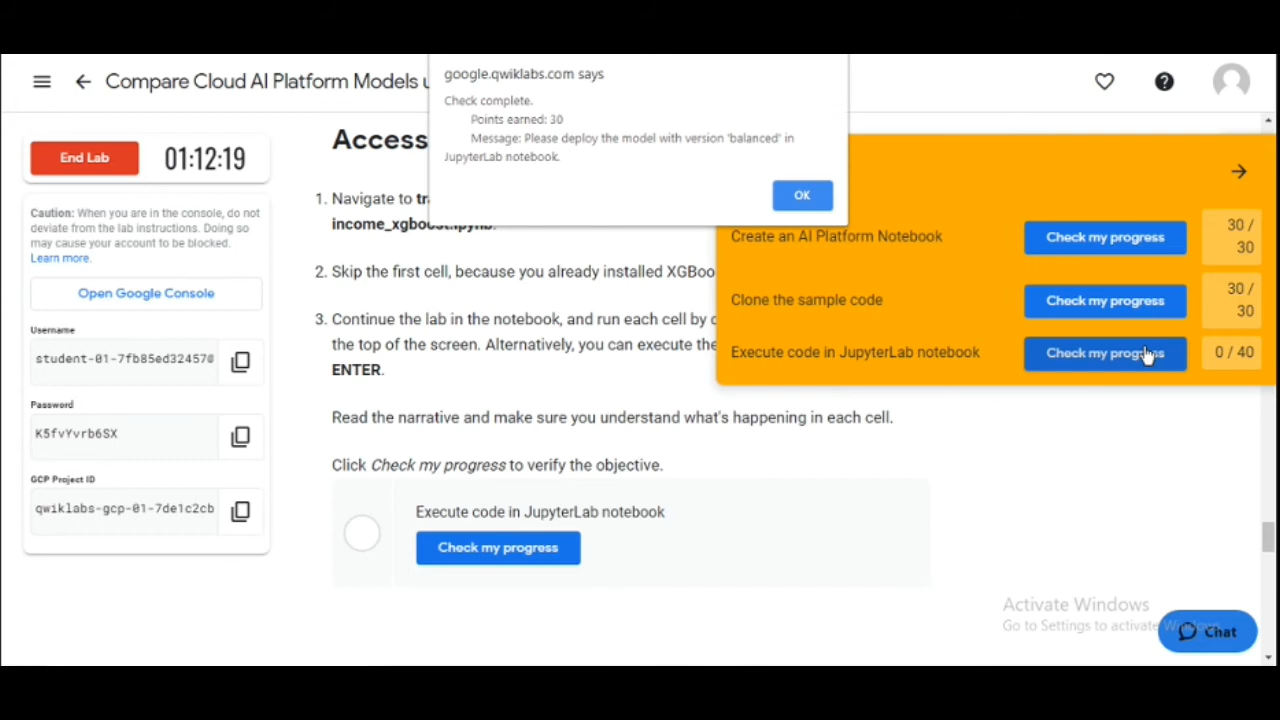 google.qwiklabs.com says
Check complete.
Points earned: 30
Message: Please deploy the model with version 'balanced' in
JupyterLab notebook.
OK
Compare Cloud AI Platform Models
End Lab
01:12:19
Caution: When you are in the console, do not
deviate from the lab instructions. Doing so
may cause your account to be blocked.
Learn more.
Open Google Console
Username
student-01-7fb85ed32457@
Password
K5fvYvrb6SX
GCP Project ID
qwiklabs-gcp-01-7de1c2cb
Access
1. Navigate to
income_xgboost.ipynb.
2. Skip the first cell, because you already installed
3. Continue the lab in the notebook, and run each cell by
the top of the screen. Alternatively, you can execute the
ENTER.
Read the narrative and make sure you understand what's happening in each cell.
Click Check my progress to verify the objective.
Execute code in JupyterLab notebook
Check my progress
Create an AI Platform Notebook
Check my progress
30 /
30
Clone the sample code
Check my progress
30 /
30
Execute code in JupyterLab notebook
Check my progress
0 / 40
Activate Windows
Go to Settings to activate
Chat